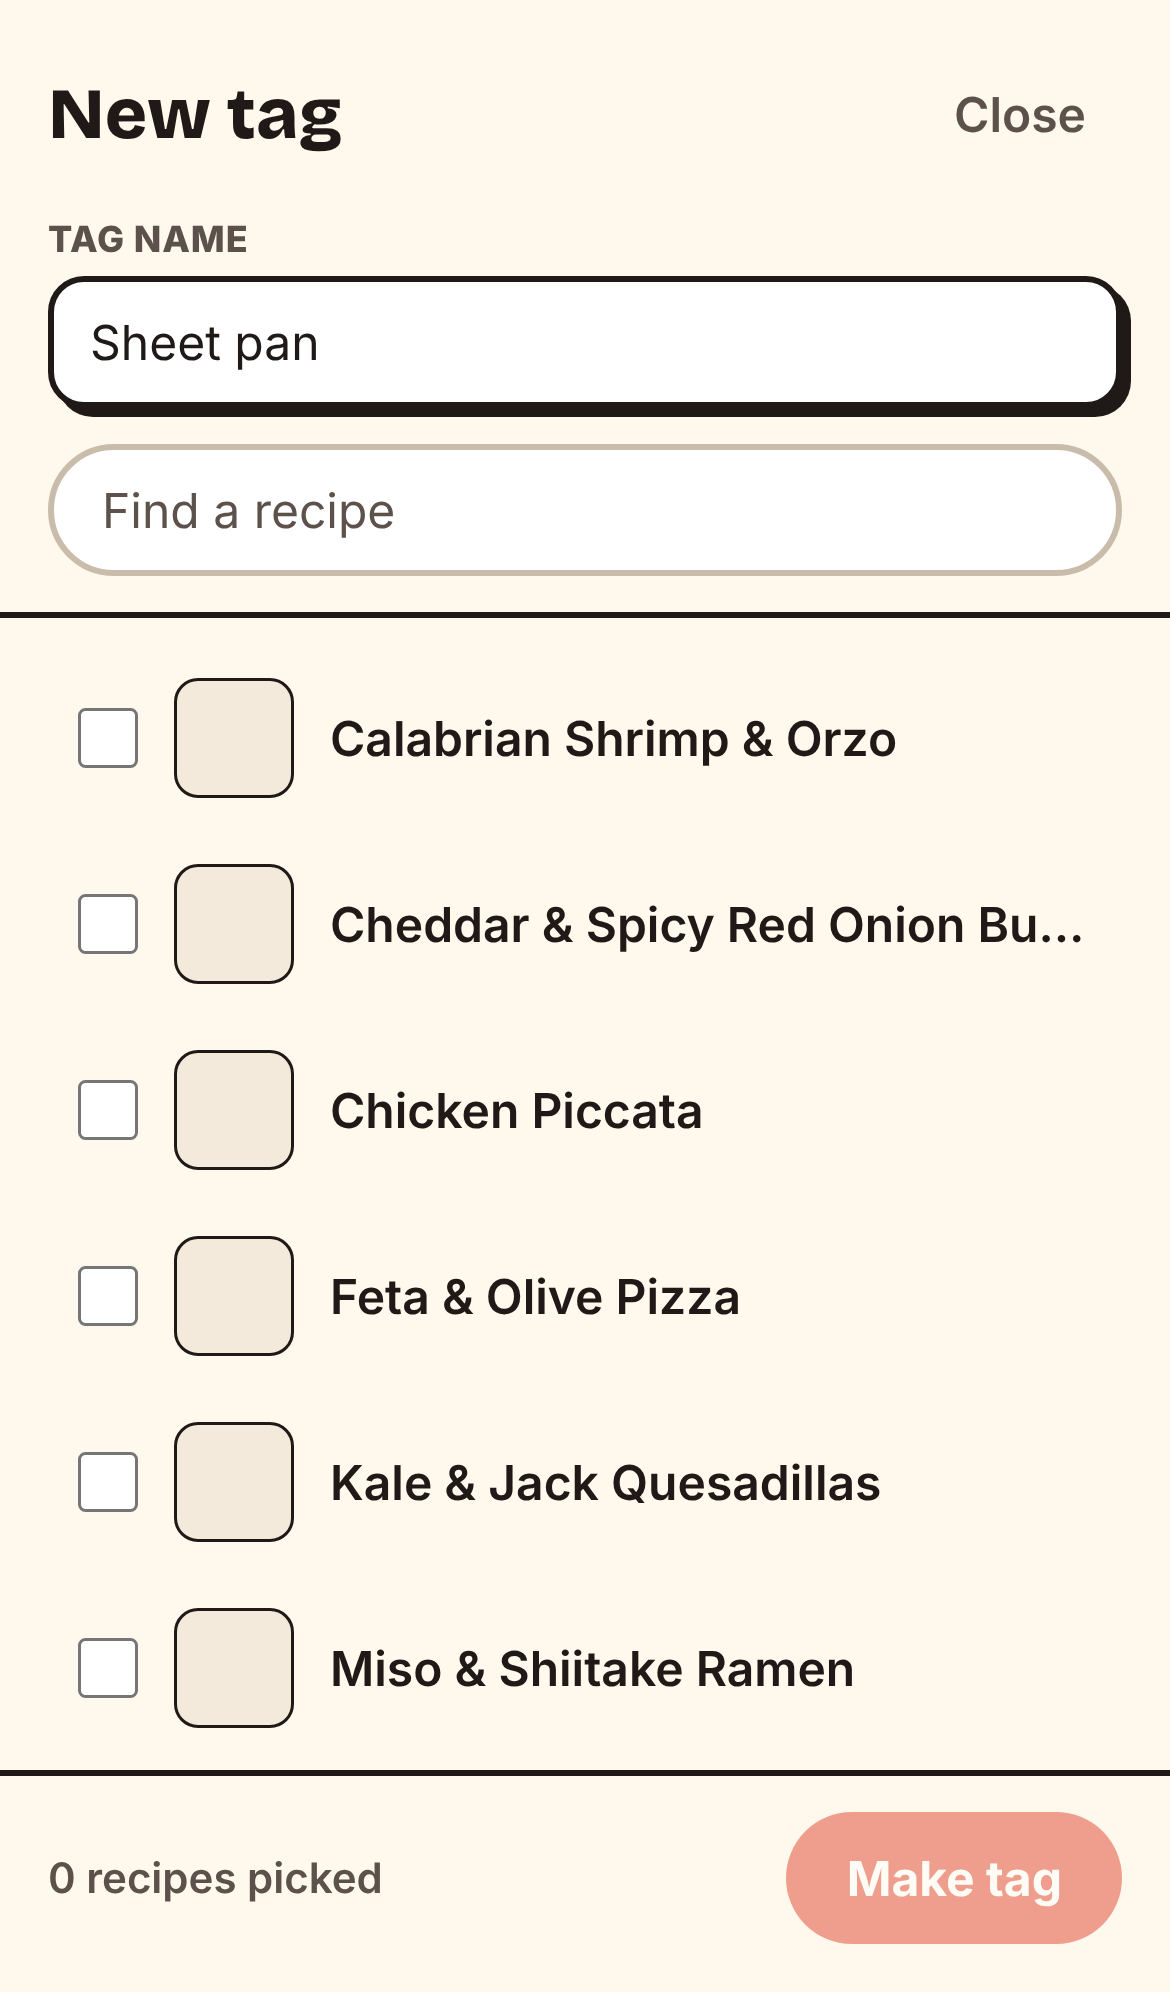 New tag
Close
TAG NAME
Sheet pan
Find a recipe
Calabrian Shrimp & Orzo
Cheddar & Spicy Red Onion Bu...
Chicken Piccata
Feta & Olive Pizza
Kale & Jack Quesadillas
Miso & Shiitake Ramen
0 recipes picked
Make tag